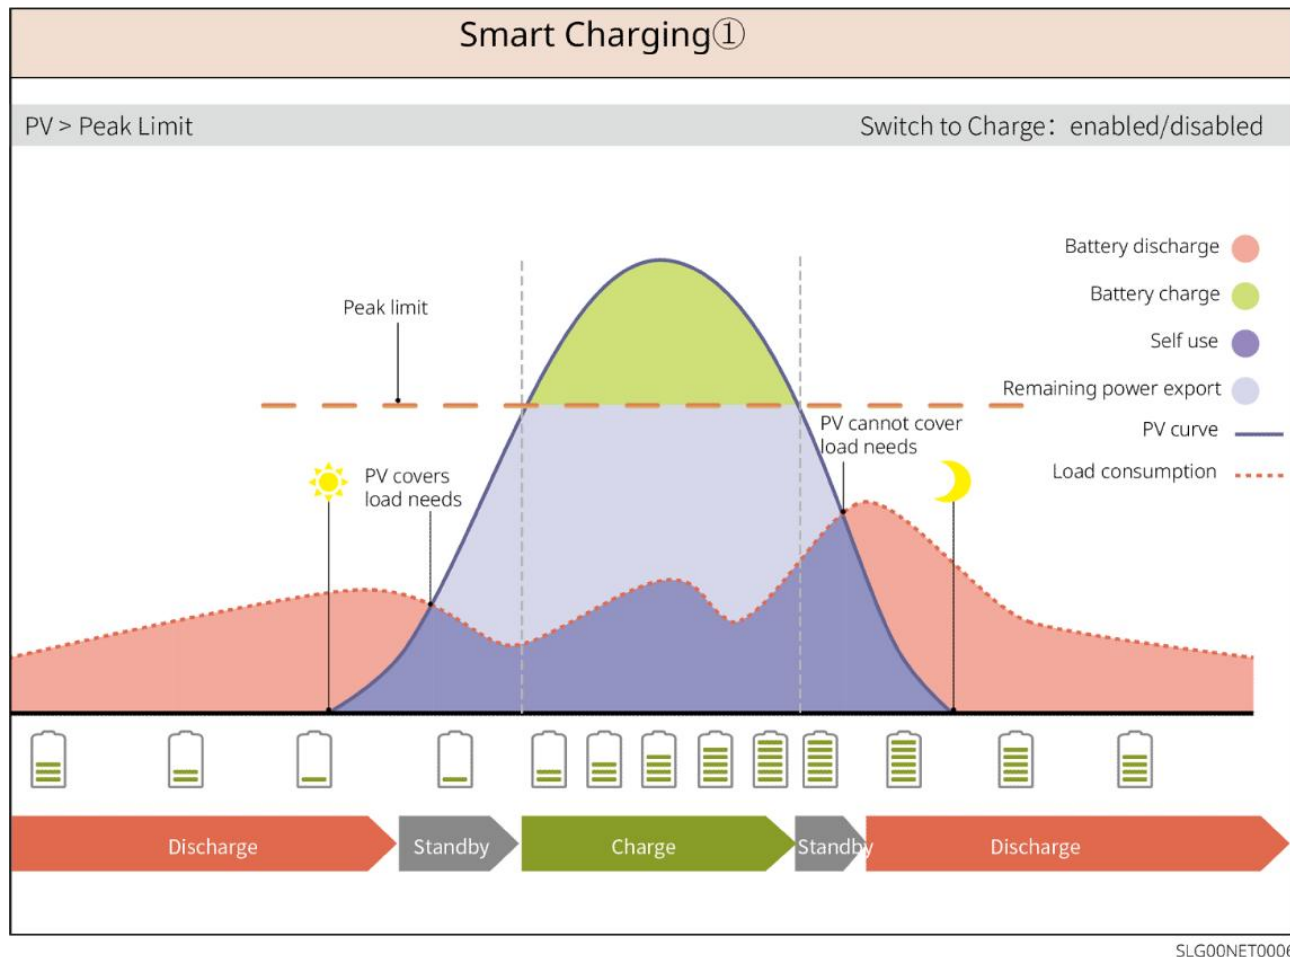 Smart Charging①
PV > Peak Limit
Switch to Charge：enabled/disabled
Battery discharge
Battery charge
Self use
Remaining power export
PV curve
Load consumption
Peak limit
PV covers
load needs
PV cannot cover
load needs
Discharge
Standby
Charge
Standby
Discharge
SLG00NET0006